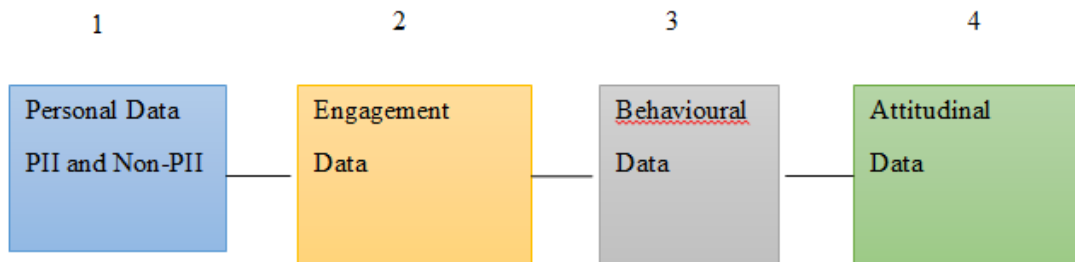 1 2 3 4
Personal Data
PII and Non-PII
Engagement
Data
Behavioural
Data
Attitudinal
Data